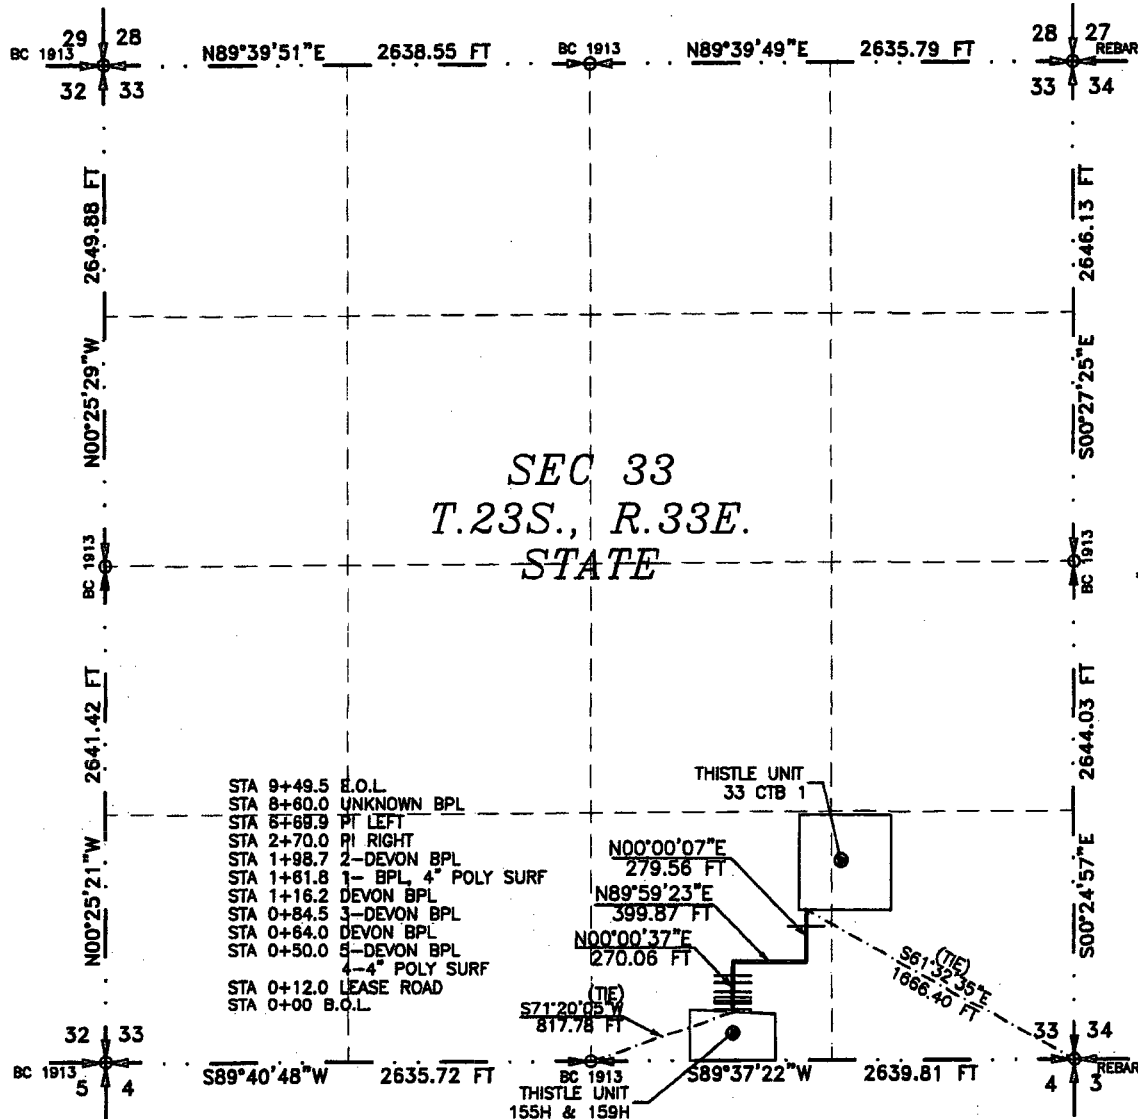 29 28
BC 1913
N89°39'51"E 2638.55 FT
BC 1913
N89°39'49"E 2635.79 FT
28 27
REBAR
32 33
33 34
N00°25'29"W 2649.88 FT
S00°27'25"E 2646.13 FT
SEC 33
T.23S., R.33E.
STATE
BC 1913
BC 1913
N00°25'21"W 2641.42 FT
S00°24'57"E 2644.03 FT
THISTLE UNIT
33 CTB 1
STA 9+49.5 E.O.L.
STA 8+60.0 UNKNOWN BPL
STA 6+69.9 PI LEFT
STA 2+70.0 PI RIGHT
STA 1+98.7 2-DEVON BPL
STA 1+61.8 1- BPL, 4" POLY SURF
STA 1+16.2 DEVON BPL
STA 0+84.5 3-DEVON BPL
STA 0+64.0 DEVON BPL
STA 0+50.0 5-DEVON BPL
4-4" POLY SURF
STA 0+12.0 LEASE ROAD
STA 0+00 B.O.L.
N00°00'07"E
279.56 FT
N89°59'23"E
399.87 FT
N00°00'37"E
270.06 FT
(TIE)
S71°20'05"W
817.78 FT
(TIE)
S61°32'35"E
1666.40 FT
32 33
BC 1913
5 4
S89°40'48"W 2635.72 FT
BC 1913
S89°37'22"W 2639.81 FT
33 34
REBAR
4 3
THISTLE UNIT
155H & 159H